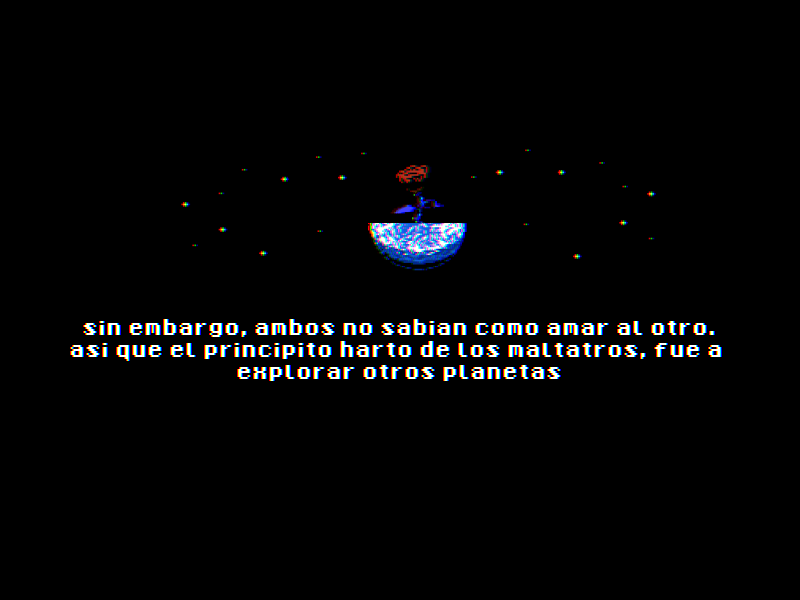 sin embargo, ambos no sabian como amar al otro.
asi que el principito harto de los maltatros, fue a
explorar otros planetas